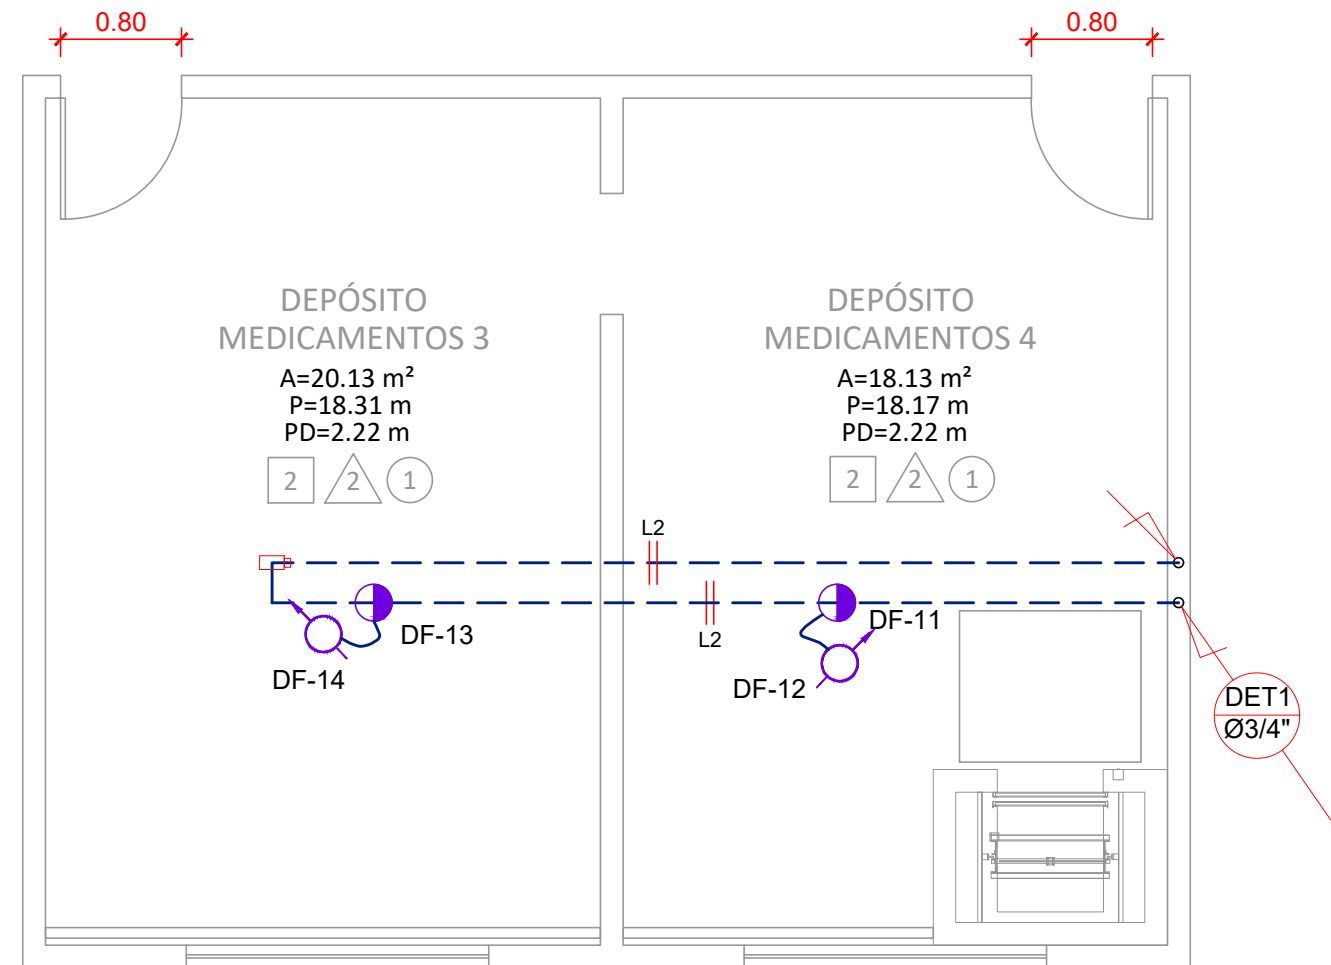 0.80
0.80
DEPÓSITO
MEDICAMENTOS 3
A=20.13 m²
P=18.31 m
PD=2.22 m
2 2 1
DEPÓSITO
MEDICAMENTOS 4
A=18.13 m²
P=18.17 m
PD=2.22 m
2 2 1
L2
L2
DF-13
DF-14
DF-11
DF-12
DET1
Ø3/4"